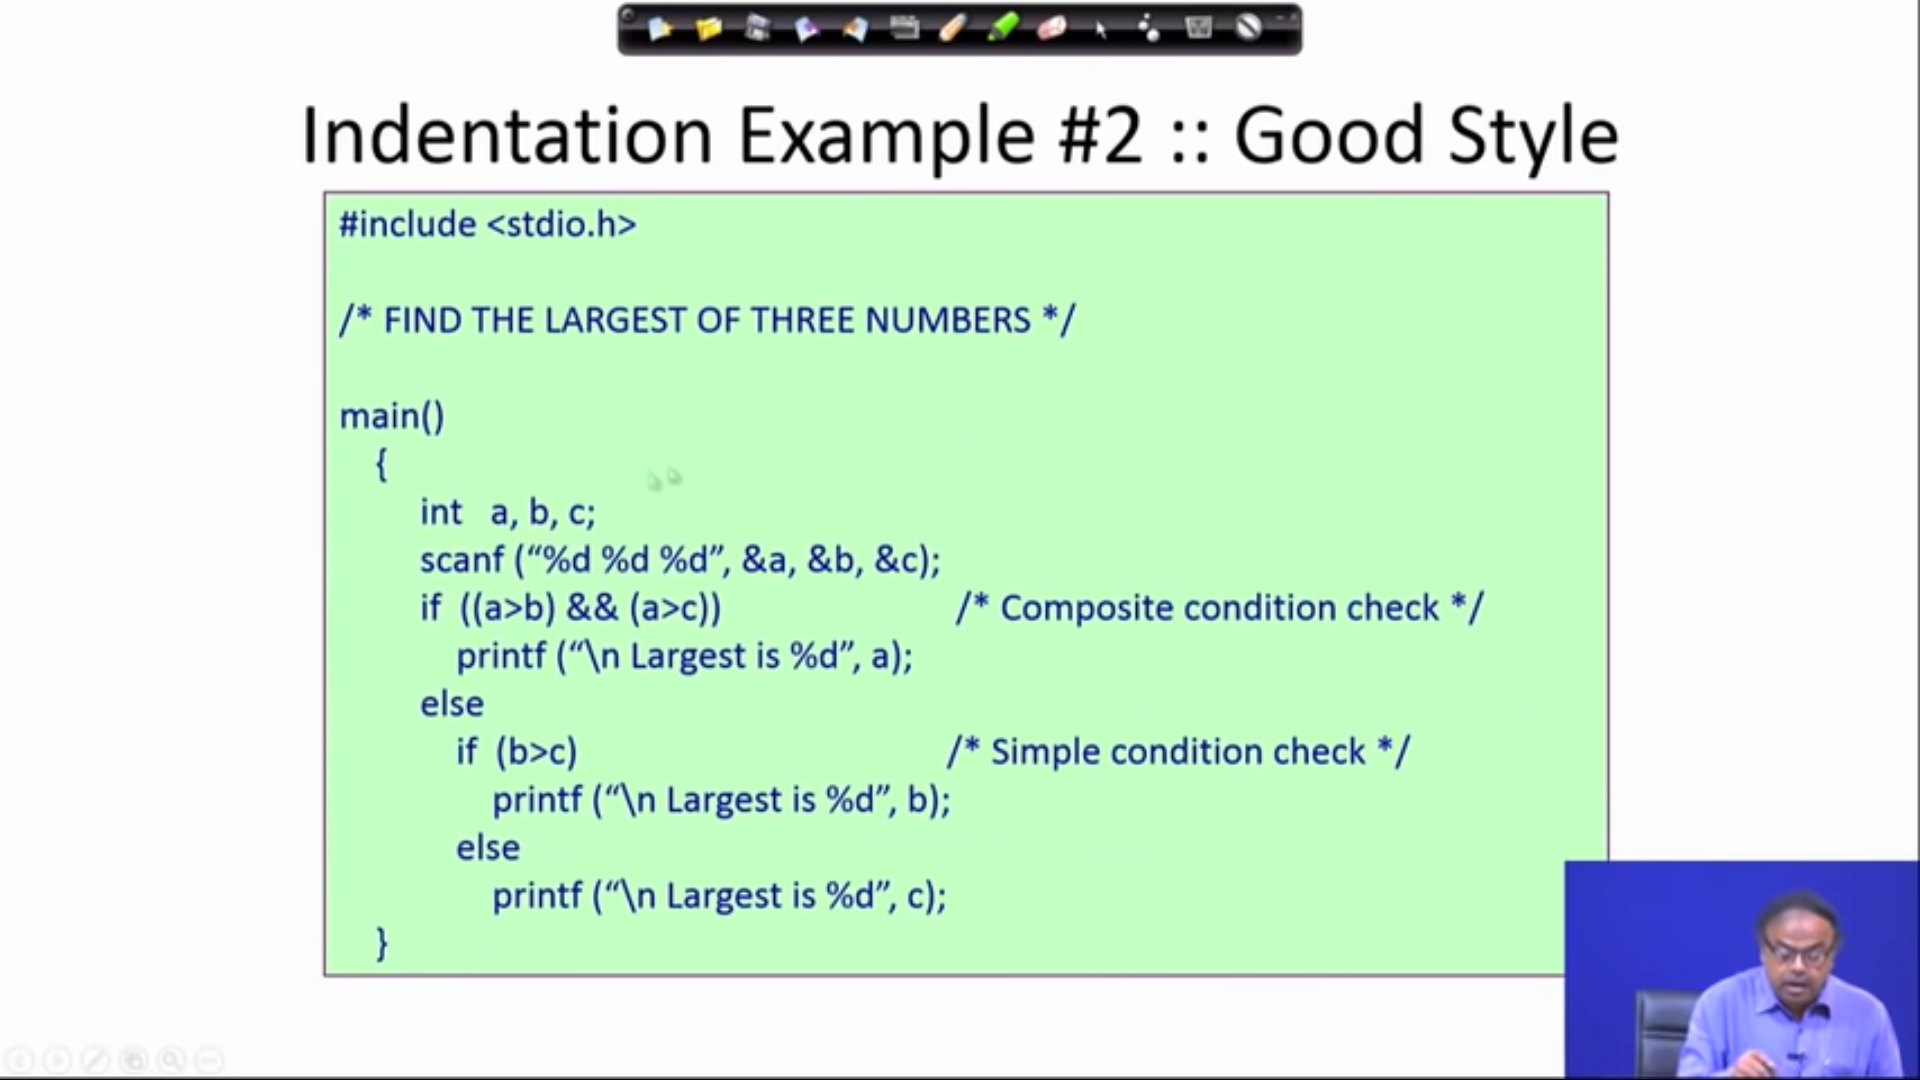 Indentation Example #2 :: Good Style
#include <stdio.h>
/* FIND THE LARGEST OF THREE NUMBERS */
main()
{
int   a, b, c;
scanf (“%d %d %d”, &a, &b, &c);
if  ((a>b) && (a>c))    /* Composite condition check */
printf (“\n Largest is %d”, a);
else
if  (b>c)    /* Simple condition check */
printf (“\n Largest is %d”, b);
else
printf (“\n Largest is %d”, c);
}